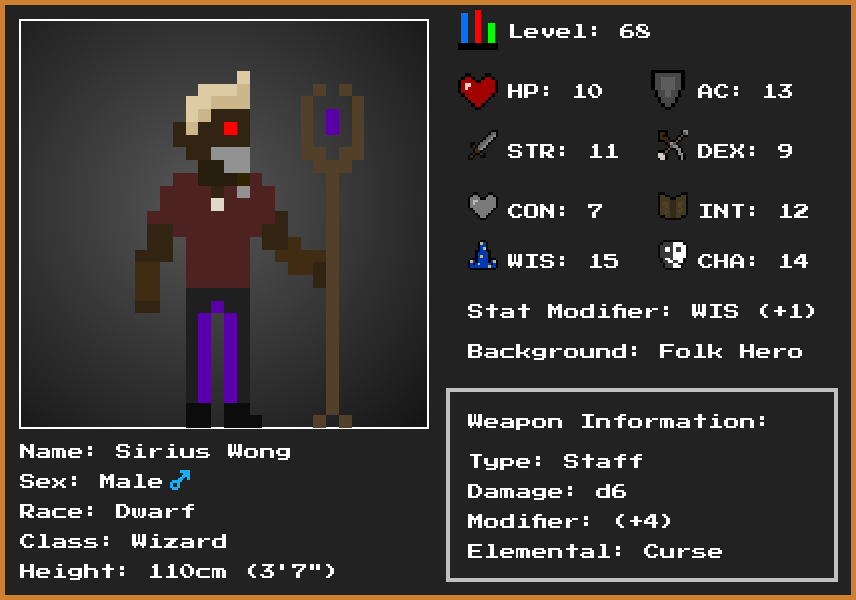 Level: 68
HP: 10
AC: 13
STR: 11
DEX: 9
CON: 7
INT: 12
WIS: 15
CHA: 14
Stat Modifier: WIS (+1)
Background: Folk Hero
Name: Sirius Wong
Sex: Male♂
Race: Dwarf
Class: Wizard
Height: 110cm (3'7")
Weapon Information:
Type: Staff
Damage: d6
Modifier: (+4)
Elemental: Curse